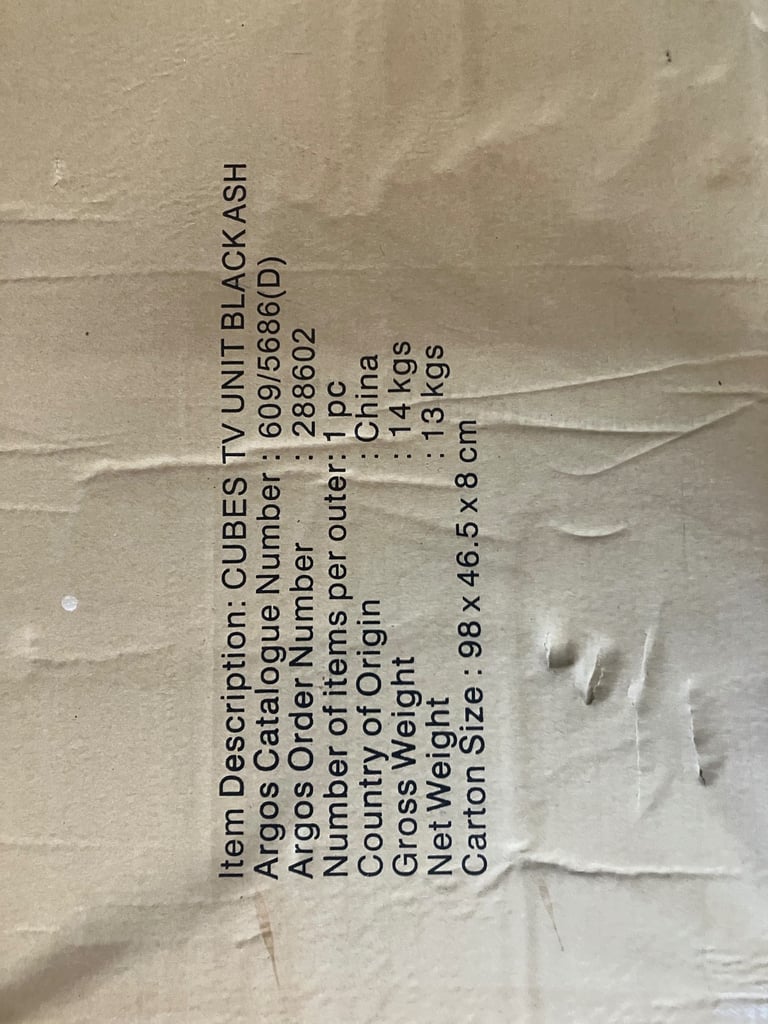 Item Description: CUBES TV UNIT BLACK ASH
Argos Catalogue Number : 609/5686(D)
Argos Order Number : 288602
Number of items per outer: 1 pc
Country of Origin : China
Gross Weight : 14 kgs
Net Weight : 13 kgs
Carton Size : 98 x 46.5 x 8 cm